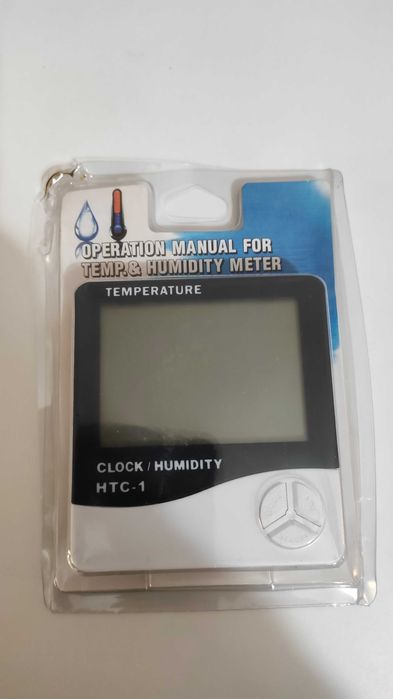 OPERATION MANUAL FOR
TEMP.& HUMIDITY METER
TEMPERATURE
CLOCK / HUMIDITY
HTC-1